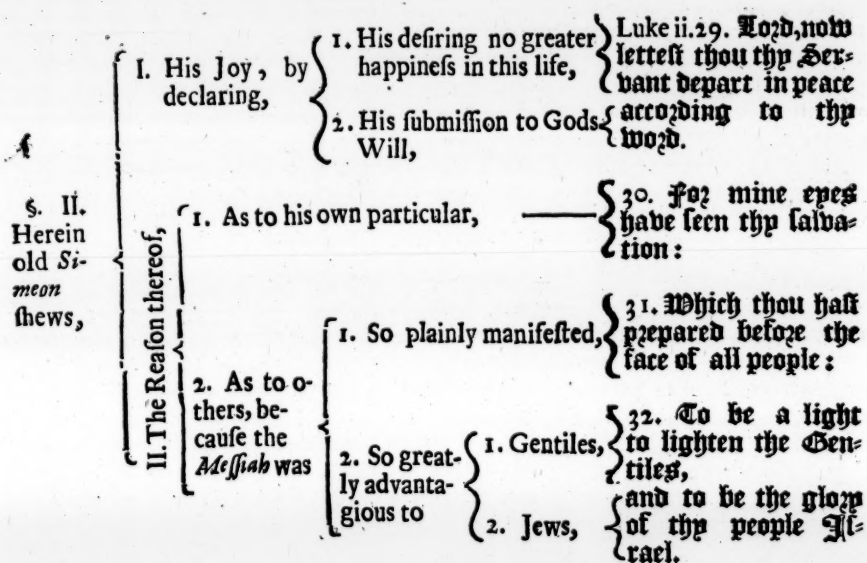 §. II.
Herein
old Si-
meon
ſhews,
I. His Joy, by
declaring,
1. His deſiring no greater
happineſs in this life,
2. His ſubmiſſion to Gods
Will,
Luke ii. 29. Lord, now
letteſt thou thy Ser-
vant depart in peace
according to thy
word.
II. The Reaſon thereof,
1. As to his own particular,
30. For mine eyes
have ſeen thy ſalva-
tion:
2. As to o-
thers, be-
cauſe the
Meſſiah was
1. So plainly manifeſted,
31. Which thou haſt
prepared before the
face of all people:
2. So great-
ly advanta-
gious to
1. Gentiles,
32. To be a light
to lighten the Gen-
tiles,
2. Jews,
and to be the glory
of thy people Iſ-
rael.